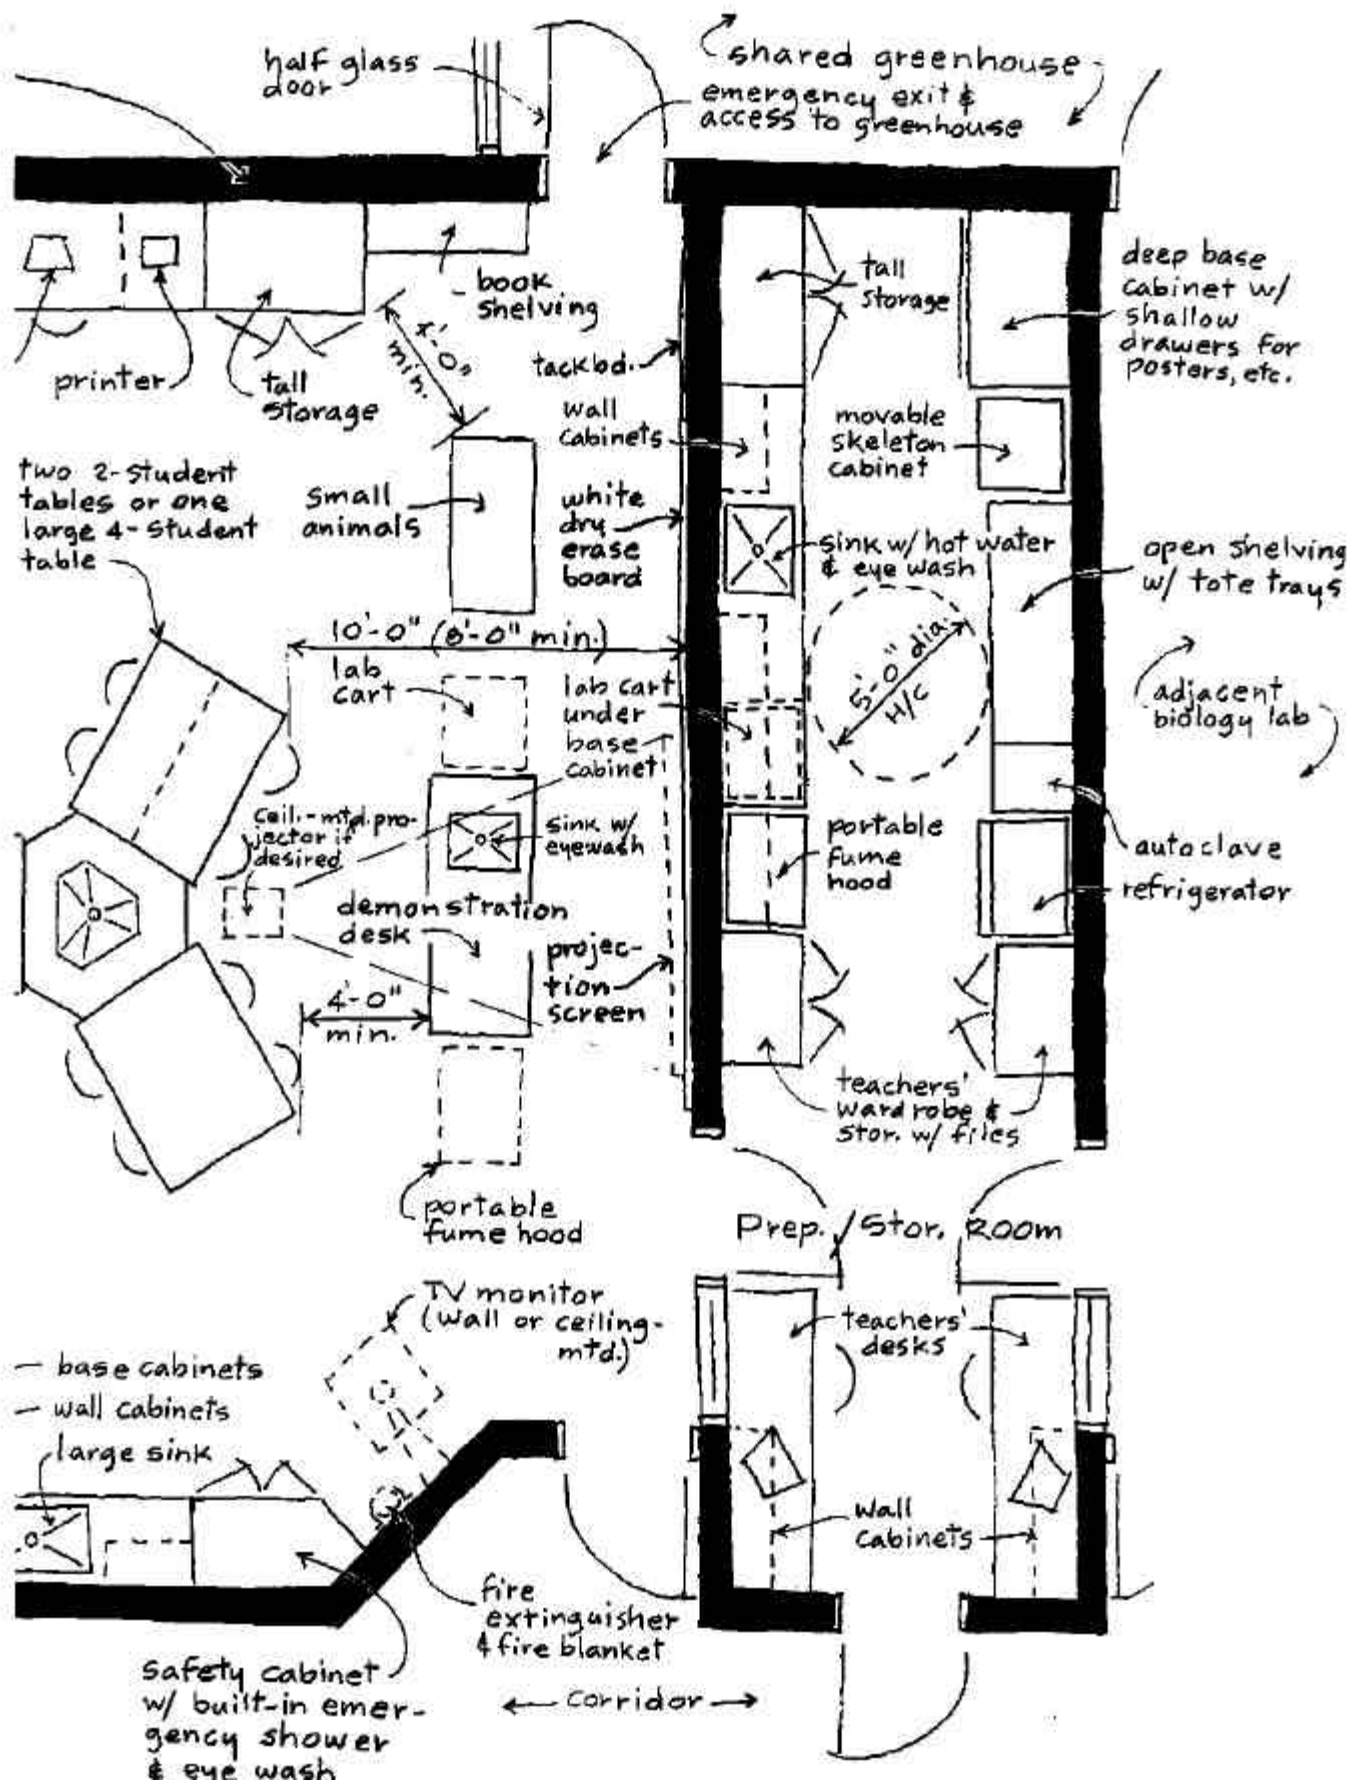 half glass
door
shared greenhouse
emergency exit &
access to greenhouse
book
shelving
printer
tall
storage
min.
tackbd.
tall
storage
deep base
cabinet w/
shallow
drawers for
posters, etc.
wall
cabinets
movable
skeleton
cabinet
two 2-student
tables or one
large 4-student
table
small
animals
white
dry
erase
board
sink w/ hot water
& eye wash
open shelving
w/ tote trays
10'-0" (8'-0" min.)
lab
cart
lab cart
under
base
cabinet
5'-0" dia.
H/C
adjacent
biology lab
ceil.-mtd. pro-
jector if
desired
sink w/
eyewash
portable
fume
hood
autoclave
refrigerator
demonstration
desk
projec-
tion
screen
4'-0"
min.
teachers'
wardrobe &
stor. w/ files
portable
fume hood
Prep. / Stor. Room
TV monitor
(wall or ceiling-
mtd.)
teachers'
desks
base cabinets
wall cabinets
large sink
wall
cabinets
fire
extinguisher
& fire blanket
safety cabinet
w/ built-in emer-
gency shower
& eye wash
corridor